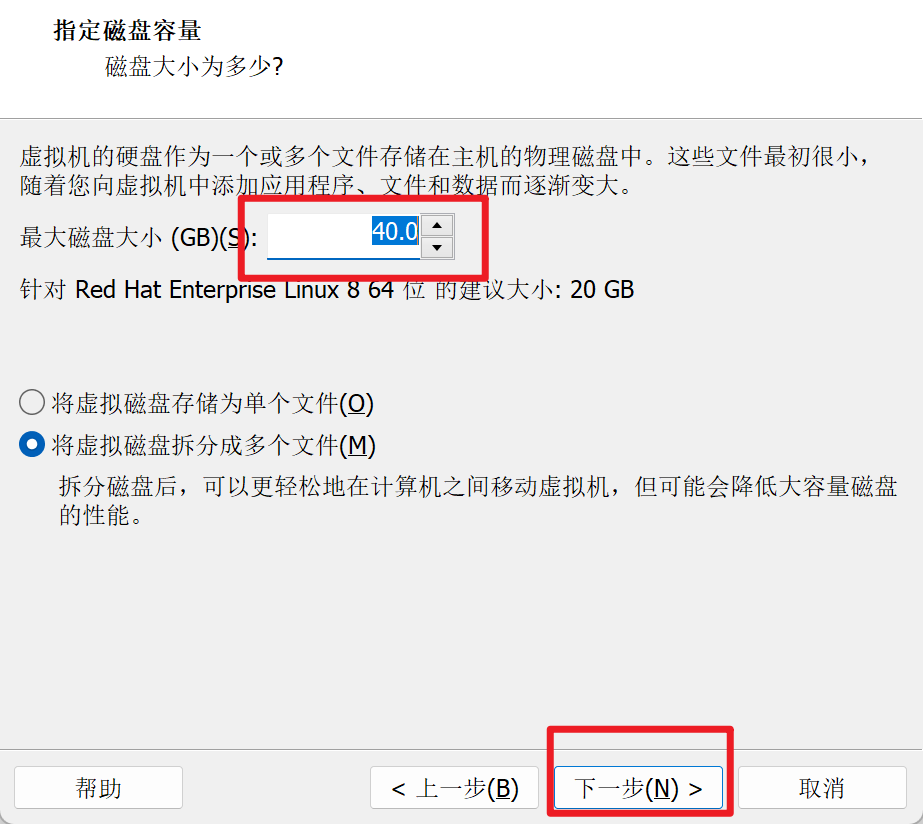 指定磁盘容量
磁盘大小为多少?
虚拟机的硬盘作为一个或多个文件存储在主机的物理磁盘中。这些文件最初很小，
随着您向虚拟机中添加应用程序、文件和数据而逐渐变大。
最大磁盘大小 (GB)(S): 40.0
针对 Red Hat Enterprise Linux 8 64 位 的建议大小: 20 GB
将虚拟磁盘存储为单个文件(O)
将虚拟磁盘拆分成多个文件(M)
拆分磁盘后，可以更轻松地在计算机之间移动虚拟机，但可能会降低大容量磁盘
的性能。
帮助 < 上一步(B) 下一步(N) > 取消